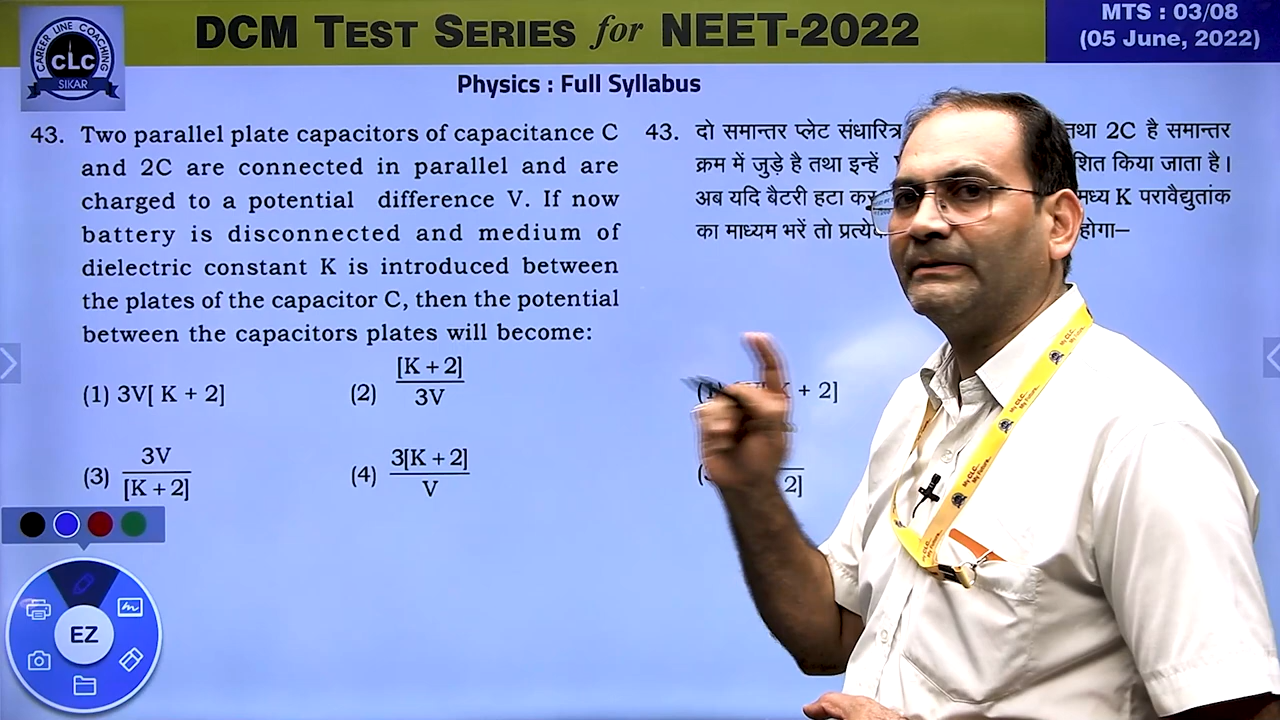 DCM TEST SERIES for NEET-2022
MTS : 03/08
(05 June, 2022)
CAREER LINE COACHING
CLC
SIKAR
Physics : Full Syllabus
43. Two parallel plate capacitors of capacitance C
and 2C are connected in parallel and are
charged to a potential difference V. If now
battery is disconnected and medium of
dielectric constant K is introduced between
the plates of the capacitor C, then the potential
between the capacitors plates will become:
(1) 3V[ K + 2]
(2) [K + 2]
3V
(3) 3V
[K + 2]
(4) 3[K + 2]
V
43. दो समान्तर प्लेट संधारित्र तथा 2C है समान्तर
क्रम में जुड़े है तथा इन्हें किया जाता है।
अब यदि बैटरी हटा कर मध्य K परावैद्युतांक
का माध्यम भरें तो होगा–
+ 2]
2]
EZ
My CLC..
My Future..